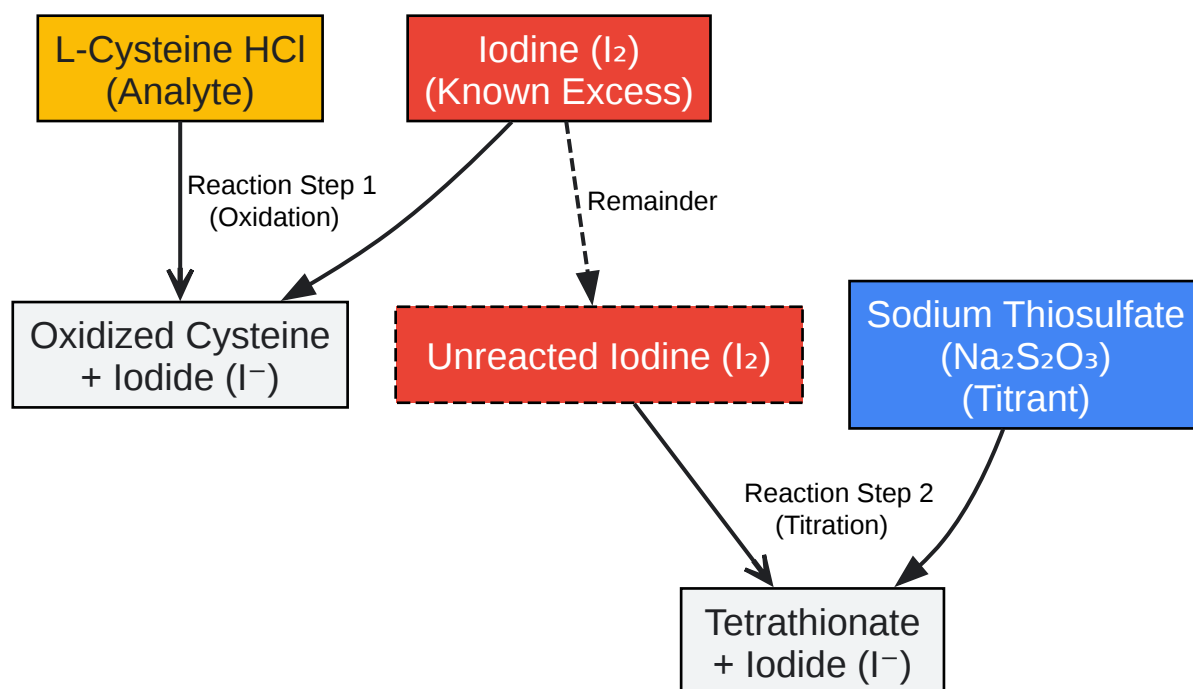 L-Cysteine HCl
(Analyte)
Iodine (I₂)
(Known Excess)
Reaction Step 1
(Oxidation)
Remainder
Oxidized Cysteine
+ Iodide (I⁻)
Unreacted Iodine (I₂)
Sodium Thiosulfate
(Na₂S₂O₃)
(Titrant)
Reaction Step 2
(Titration)
Tetrathionate
+ Iodide (I⁻)